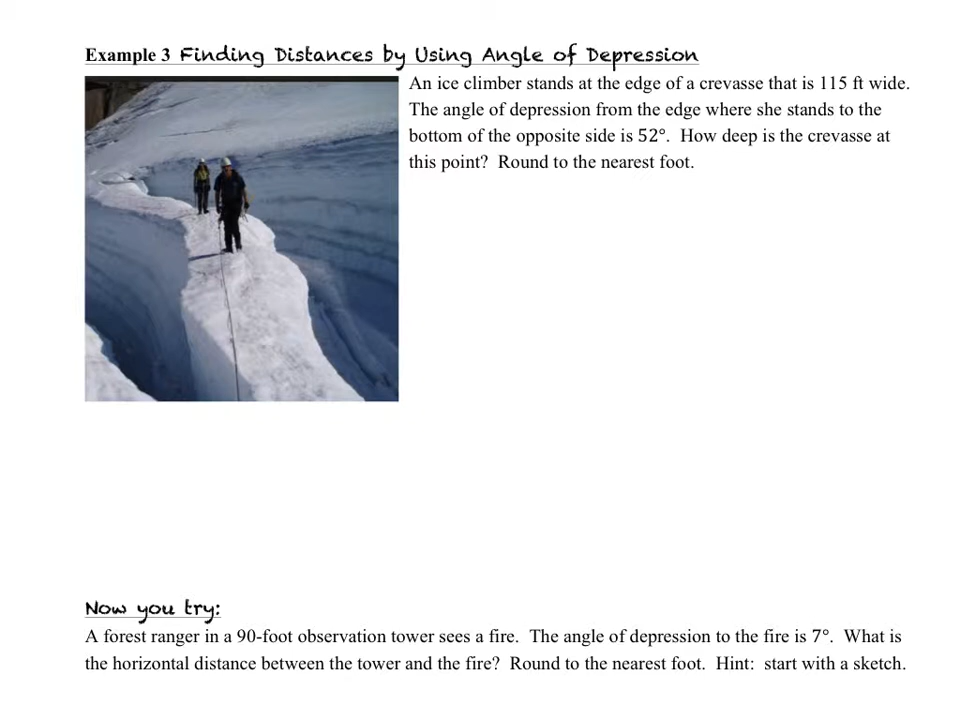 Example 3 Finding Distances by Using Angle of Depression
An ice climber stands at the edge of a crevasse that is 115 ft wide.
The angle of depression from the edge where she stands to the
bottom of the opposite side is 52°. How deep is the crevasse at
this point? Round to the nearest foot.
Now you try:
A forest ranger in a 90-foot observation tower sees a fire. The angle of depression to the fire is 7°. What is
the horizontal distance between the tower and the fire? Round to the nearest foot. Hint: start with a sketch.